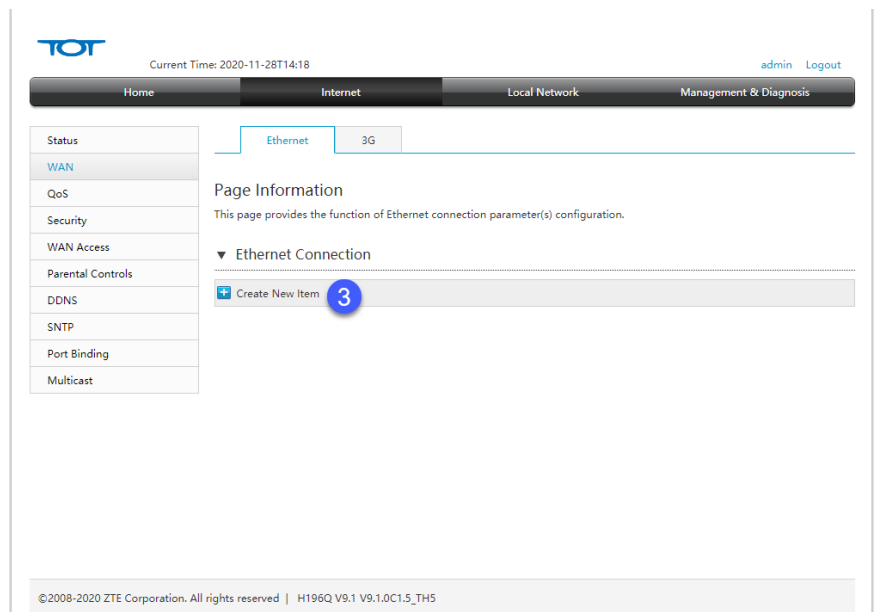 TOT
Current Time: 2020-11-28T14:18
admin Logout
Home Internet Local Network Management & Diagnosis
Status
WAN
QoS
Security
WAN Access
Parental Controls
DDNS
SNTP
Port Binding
Multicast
Ethernet 3G
Page Information
This page provides the function of Ethernet connection parameter(s) configuration.
▼ Ethernet Connection
Create New Item 3
©2008-2020 ZTE Corporation. All rights reserved | H196Q V9.1 V9.1.0C1.5_TH5